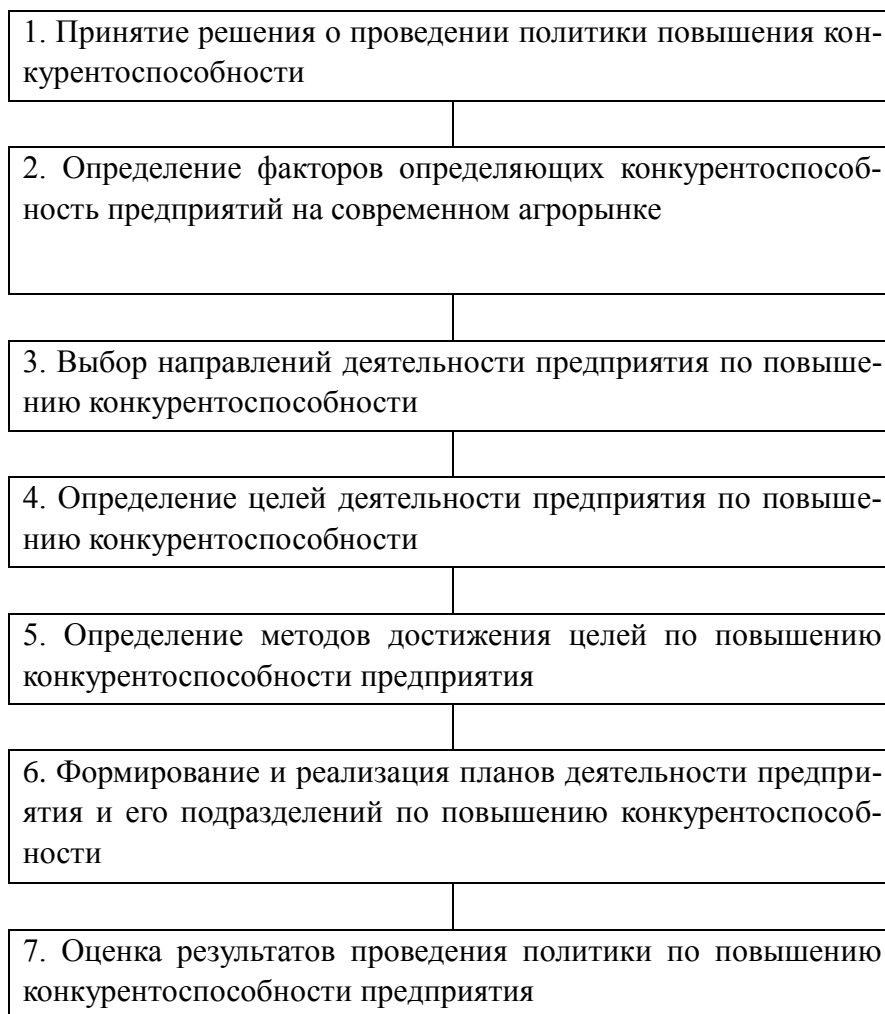 1. Принятие решения о проведении политики повышения кон-
курентоспособности
2. Определение факторов определяющих конкурентоспособ-
ность предприятий на современном агрорынке
3. Выбор направлений деятельности предприятия по повыше-
нию конкурентоспособности
4. Определение целей деятельности предприятия по повыше-
нию конкурентоспособности
5. Определение методов достижения целей по повышению
конкурентоспособности предприятия
6. Формирование и реализация планов деятельности предпри-
ятия и его подразделений по повышению конкурентоспособ-
ности
7. Оценка результатов проведения политики по повышению
конкурентоспособности предприятия